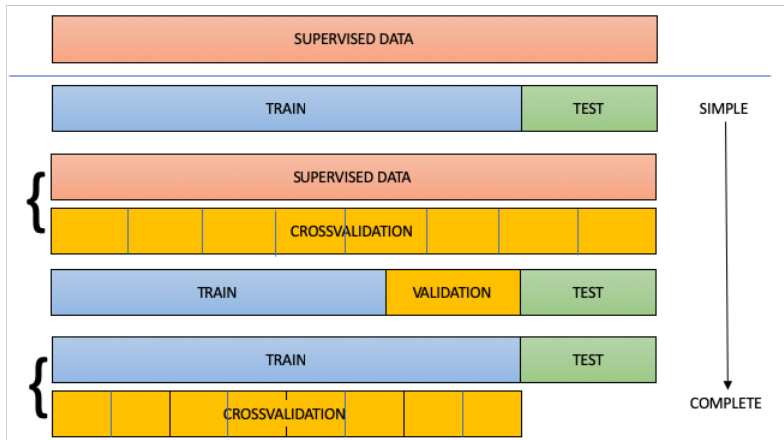 SUPERVISED DATA
TRAIN TEST SIMPLE
SUPERVISED DATA
CROSSVALIDATION
TRAIN VALIDATION TEST
TRAIN TEST
CROSSVALIDATION COMPLETE